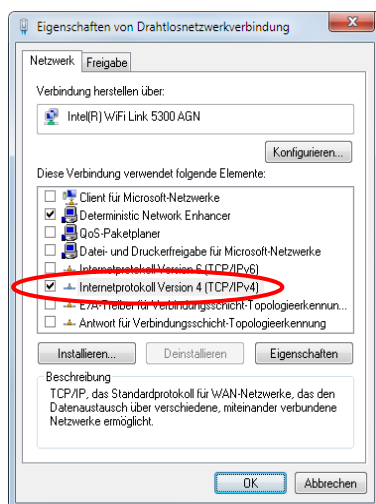 Eigenschaften von Drahtlosnetzwerkverbindung
Netzwerk Freigabe
Verbindung herstellen über:
Intel(R) WiFi Link 5300 AGN
Konfigurieren...
Diese Verbindung verwendet folgende Elemente:
Client für Microsoft-Netzwerke
Deterministic Network Enhancer
QoS-Paketplaner
Datei- und Druckerfreigabe für Microsoft-Netzwerke
Internetprotokoll Version 6 (TCP/IPv6)
Internetprotokoll Version 4 (TCP/IPv4)
E/A-Treiber für Verbindungsschicht-Topologieerkennun...
Antwort für Verbindungsschicht-Topologieerkennung
Installieren... Deinstallieren Eigenschaften
Beschreibung
TCP/IP, das Standardprotokoll für WAN-Netzwerke, das den
Datenaustausch über verschiedene, miteinander verbundene
Netzwerke ermöglicht.
OK Abbrechen